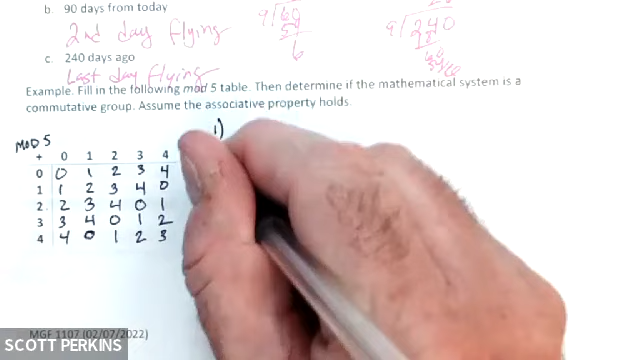 b. 90 days from today
2nd day flying
9 60
54
6
9 240
18
c. 240 days ago
Last day flying
Example. Fill in the following mod 5 table. Then determine if the mathematical system is a
commutative group. Assume the associative property holds.
MOD 5
1)
+ 0 1 2 3 4
0 0 1 2 3 4
1 1 2 3 4 0
2 2 3 4 0 1
3 3 4 0 1 2
4 4 0 1 2 3
MGF 1107 (02/07/2022)
SCOTT PERKINS